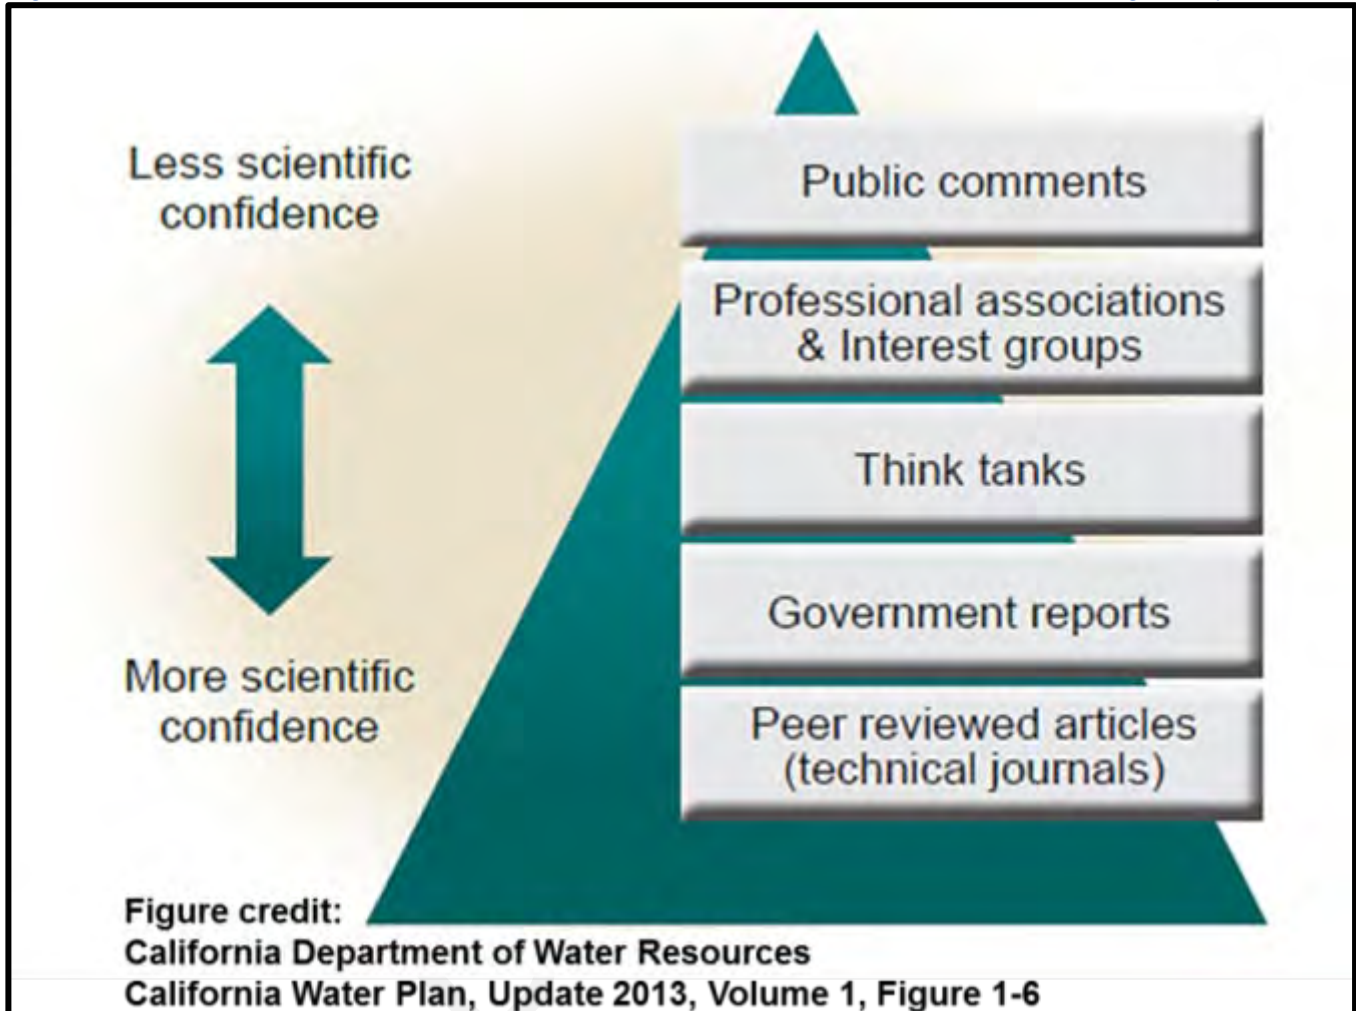 Less scientific
confidence
More scientific
confidence
Public comments
Professional associations
& Interest groups
Think tanks
Government reports
Peer reviewed articles
(technical journals)
Figure credit:
California Department of Water Resources
California Water Plan, Update 2013, Volume 1, Figure 1-6